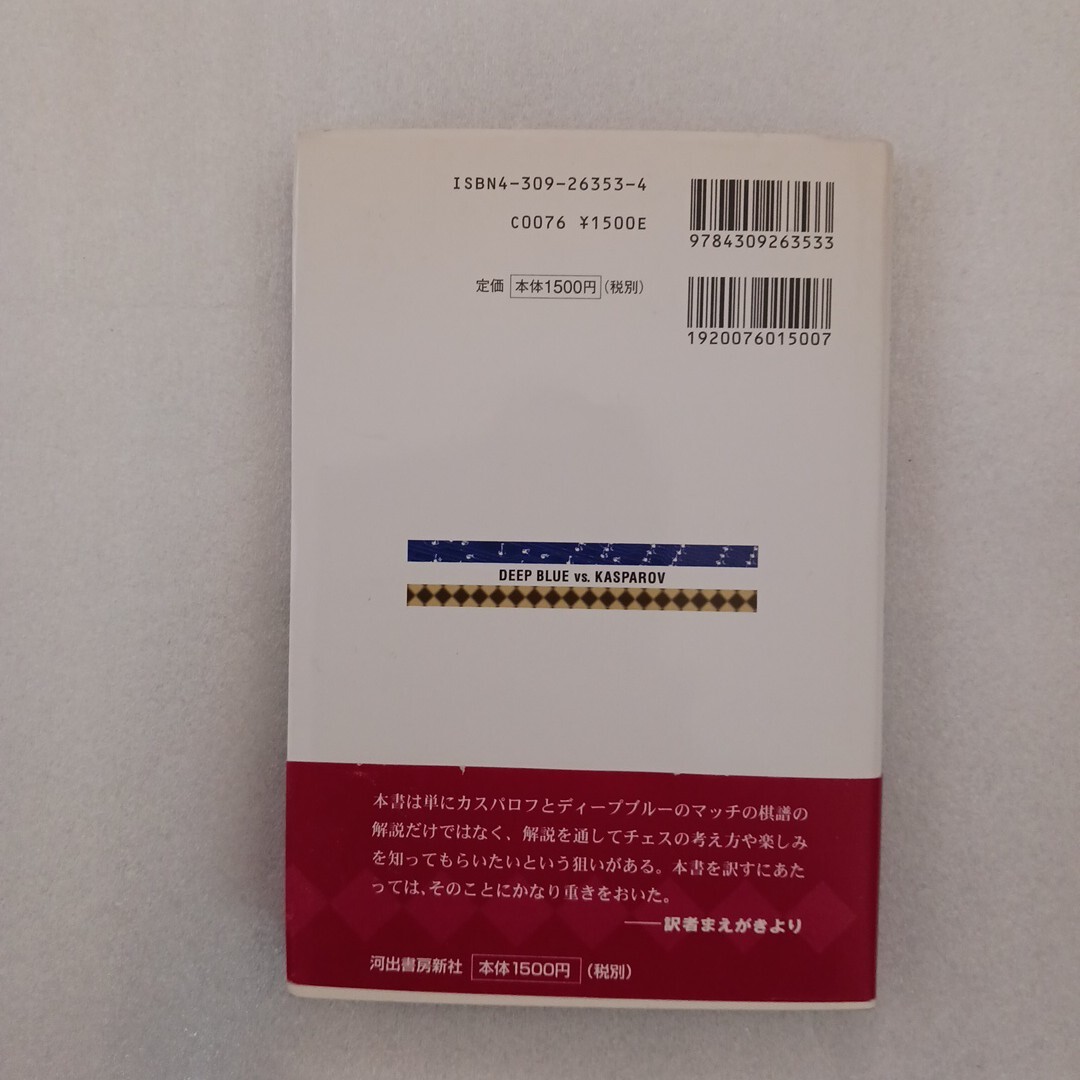 ISBN4-309-26353-4
C0076 ¥1500E
9784309263533
定価 本体1500円 (税別)
1920076015007
DEEP BLUE vs. KASPAROV
本書は単にカスパロフとディープブルーのマッチの棋譜の
解説だけではなく、解説を通してチェスの考え方や楽しみ
を知ってもらいたいという狙いがある。本書を訳すにあた
っては、そのことにかなり重きをおいた。
――訳者まえがきより
河出書房新社 本体1500円 (税別)